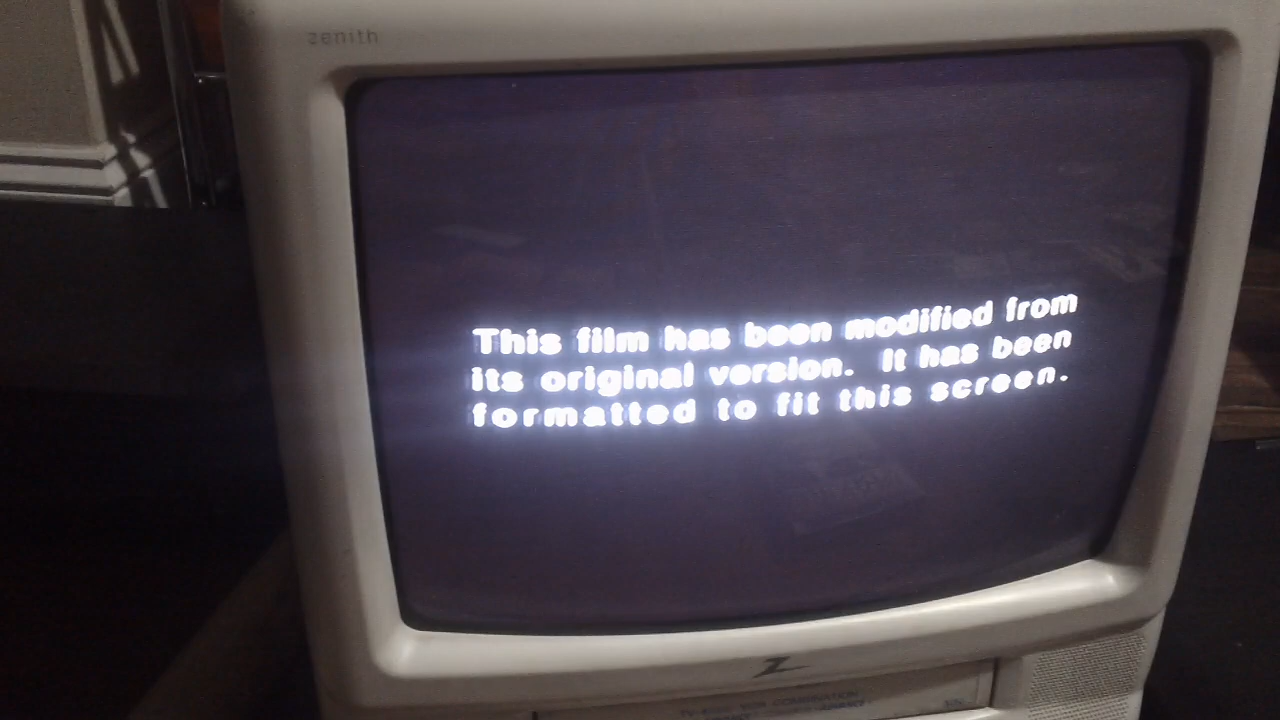 zenith
This film has been modified from
its original version. It has been
formatted to fit this screen.
Z